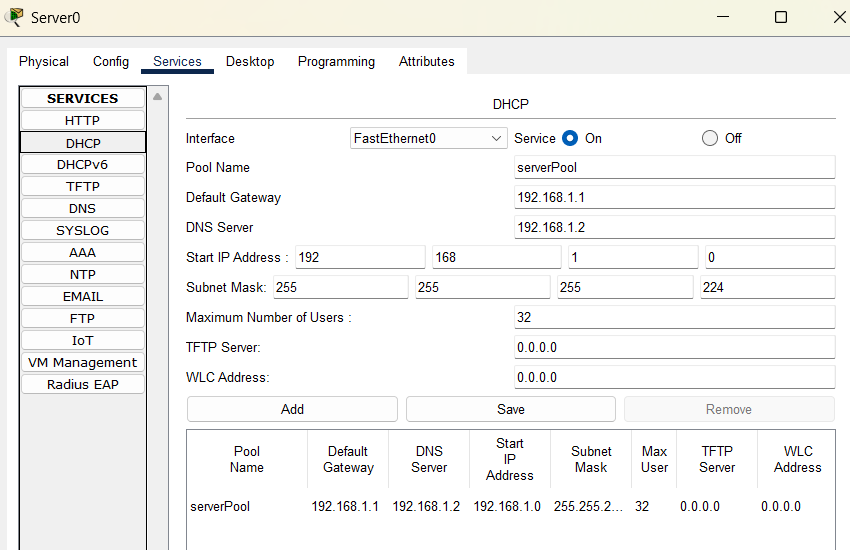 Server0
Physical Config Services Desktop Programming Attributes
SERVICES
HTTP
DHCP
DHCPv6
TFTP
DNS
SYSLOG
AAA
NTP
EMAIL
FTP
IoT
VM Management
Radius EAP
DHCP
Interface FastEthernet0 Service On Off
Pool Name serverPool
Default Gateway 192.168.1.1
DNS Server 192.168.1.2
Start IP Address : 192 168 1 0
Subnet Mask: 255 255 255 224
Maximum Number of Users : 32
TFTP Server: 0.0.0.0
WLC Address: 0.0.0.0
Add Save Remove
Pool Name Default Gateway DNS Server Start IP Address Subnet Mask Max User TFTP Server WLC Address
serverPool 192.168.1.1 192.168.1.2 192.168.1.0 255.255.2... 32 0.0.0.0 0.0.0.0